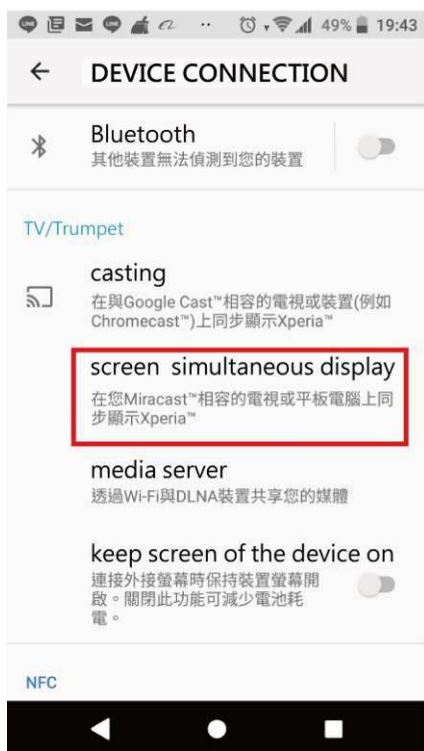 49% 19:43
DEVICE CONNECTION
Bluetooth
其他裝置無法偵測到您的裝置
TV/Trumpet
casting
在與Google Cast™相容的電視或裝置(例如
Chromecast™)上同步顯示Xperia™
screen simultaneous display
在您Miracast™相容的電視或平板電腦上同
步顯示Xperia™
media server
透過Wi-Fi與DLNA裝置共享您的媒體
keep screen of the device on
連接外接螢幕時保持裝置螢幕開
啟。關閉此功能可減少電池耗
電。
NFC